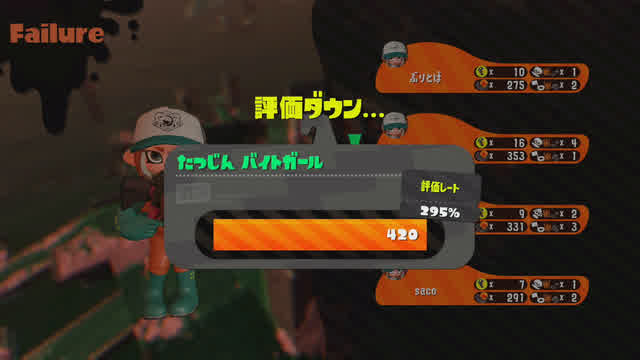 Failure
ぷりとは
x 10
x 1
x 275
x 2
評価ダウン...
x 16
x 4
x 353
x 1
たつじん バイトガール
評価レート
295%
x 9
x 2
x 331
x 3
420
saco
x 7
x 1
x 291
x 2